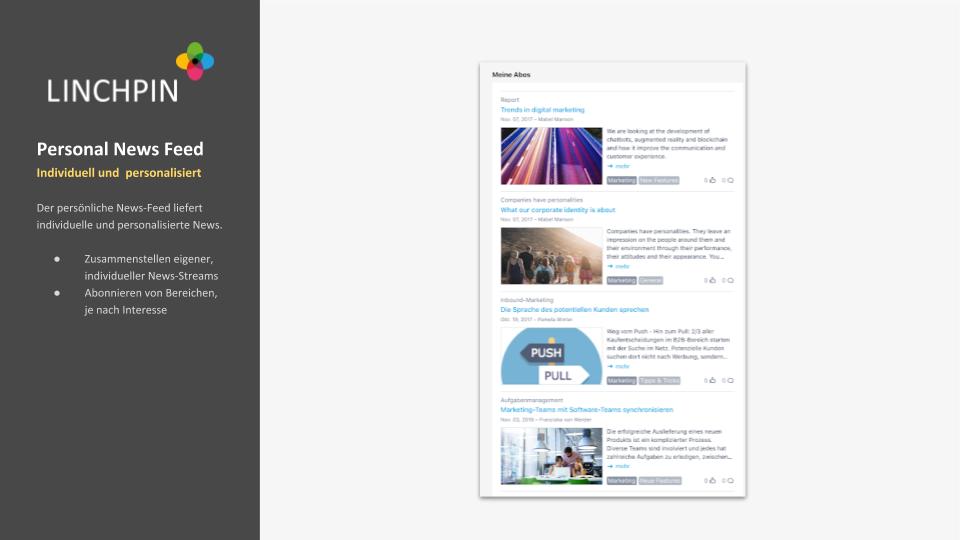 LINCHPIN
Personal News Feed
Individuell und personalisiert
Der persönliche News-Feed liefert
individuelle und personalisierte News.
● Zusammenstellen eigener,
individueller News-Streams
● Abonnieren von Bereichen,
je nach Interesse
Meine Abos
Report
Trends in digital marketing
Nov. 07, 2017 – Mabel Manson
We are looking at the development of
chatbots, augmented reality and blockchain
and how it improve the communication and
customer experience.
➔ mehr
Marketing New Features 0 0
Companies have personalities
What our corporate identity is about
Nov. 07, 2017 – Mabel Manson
Companies have personalities. They leave an
impression on the people around them and
their environment through their performance,
their attitudes and their appearance. You...
➔ mehr
Marketing General 0 0
Inbound-Marketing
Die Sprache des potentiellen Kunden sprechen
Okt. 19, 2017 – Pamela Winter
PUSH
PULL
Weg vom Push - Hin zum Pull: 2/3 aller
Kaufentscheidungen im B2B-Bereich starten
mit der Suche im Netz. Potenzielle Kunden
suchen dort nicht nach Werbung, sondern...
➔ mehr
Marketing Tipps & Tricks 0 0
Aufgabenmanagement
Marketing-Teams mit Software-Teams synchronisieren
Nov. 03, 2016 – Franziska von
Die erfolgreiche Auslieferung eines neuen
Produkts ist ein komplizierter Prozess.
Diverse Teams sind involviert und jedes hat
zahlreiche Aufgaben zu erledigen, zwischen...
➔ mehr
Marketing Neue Features 0 0